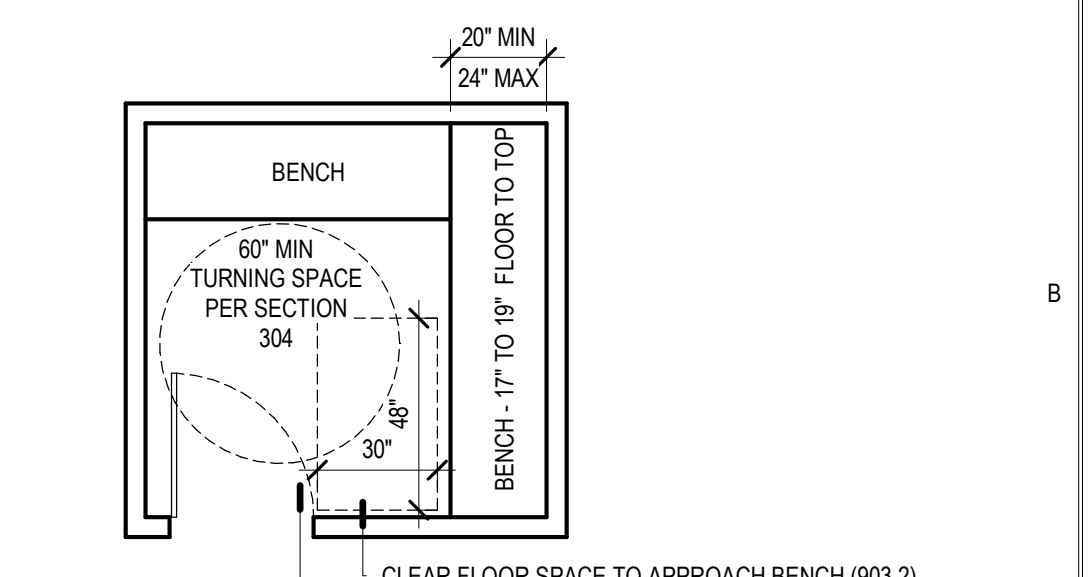 20" MIN
24" MAX
BENCH
BENCH - 17" TO 19" FLOOR TO TOP
60" MIN
TURNING SPACE
PER SECTION
304
B
48"
30"
CLEAR FLOOR SPACE TO APPROACH BENCH (903.2)